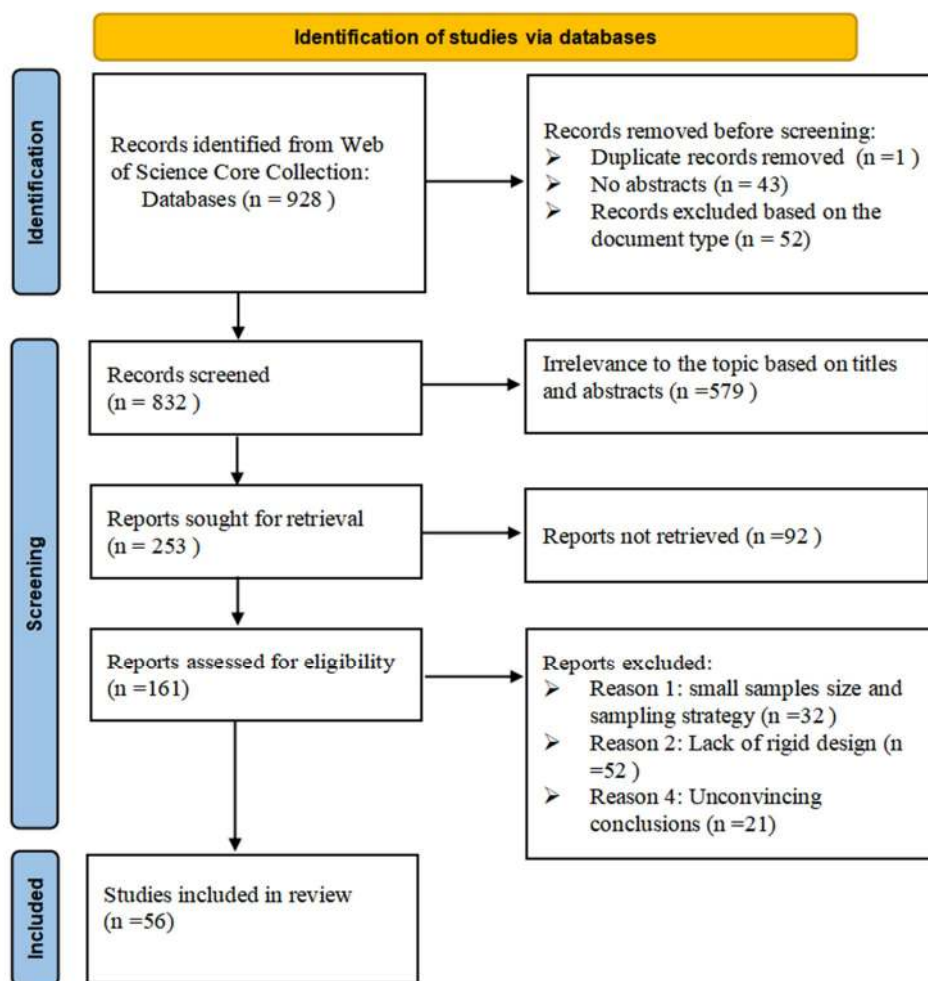 Identification of studies via databases
Identification
Records identified from Web
of Science Core Collection:
Databases (n = 928 )
Records removed before screening:
➢ Duplicate records removed (n =1 )
➢ No abstracts (n = 43)
➢ Records excluded based on the
document type (n = 52)
Screening
Records screened
(n = 832 )
Irrelevance to the topic based on titles
and abstracts (n =579 )
Reports sought for retrieval
(n = 253 )
Reports not retrieved (n =92 )
Reports assessed for eligibility
(n =161)
Reports excluded:
➢ Reason 1: small samples size and
sampling strategy (n =32 )
➢ Reason 2: Lack of rigid design (n
=52 )
➢ Reason 4: Unconvincing
conclusions (n =21)
Included
Studies included in review
(n =56)